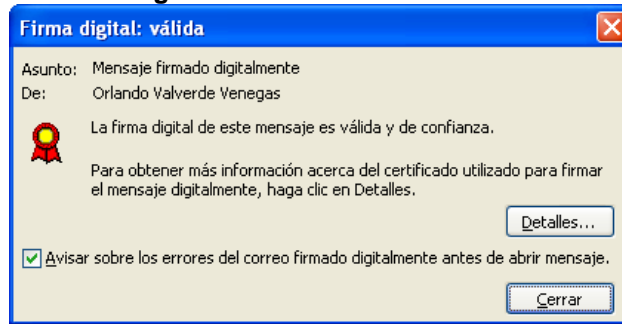 Firma digital: válida
Asunto: Mensaje firmado digitalmente
De: Orlando Valverde Venegas
La firma digital de este mensaje es válida y de confianza.
Para obtener más información acerca del certificado utilizado para firmar
el mensaje digitalmente, haga clic en Detalles.
Detalles...
Avisar sobre los errores del correo firmado digitalmente antes de abrir mensaje.
Cerrar